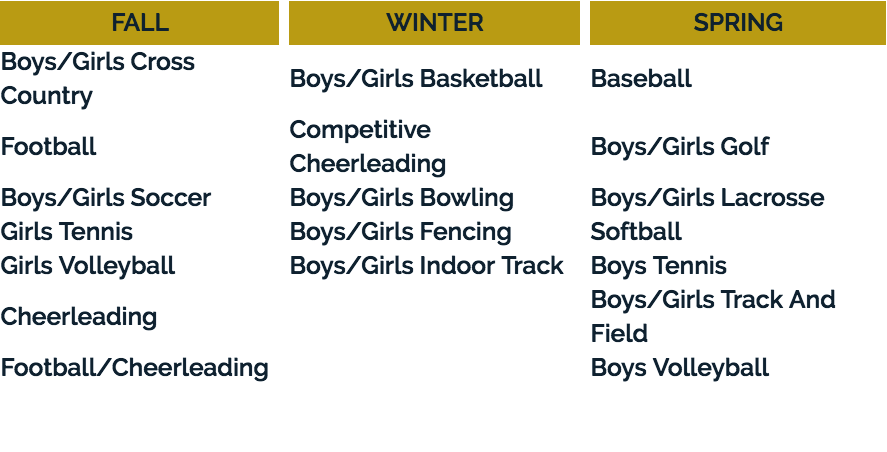 FALL WINTER SPRING
Boys/Girls Cross
Country
Boys/Girls Basketball
Baseball
Football
Competitive
Cheerleading
Boys/Girls Golf
Boys/Girls Soccer
Boys/Girls Bowling
Boys/Girls Lacrosse
Girls Tennis
Boys/Girls Fencing
Softball
Girls Volleyball
Boys/Girls Indoor Track
Boys Tennis
Cheerleading
Boys/Girls Track And
Field
Football/Cheerleading
Boys Volleyball